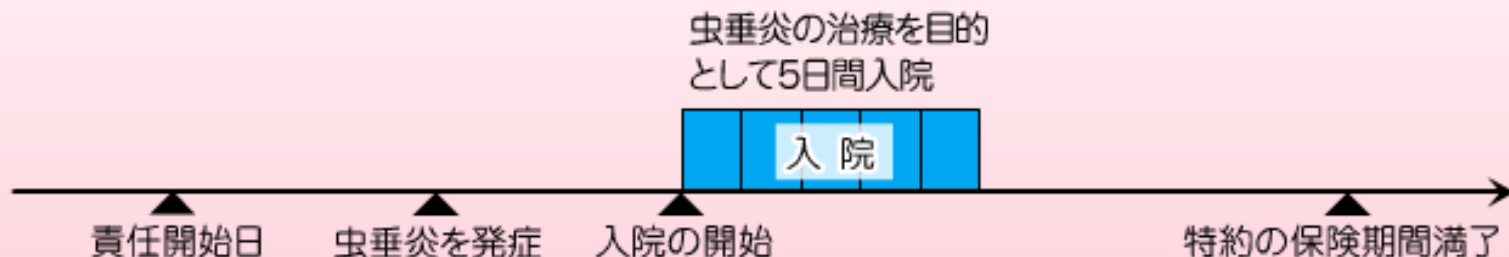 虫垂炎の治療を目的
として5日間入院
入 院
責任開始日
虫垂炎を発症
入院の開始
特約の保険期間満了